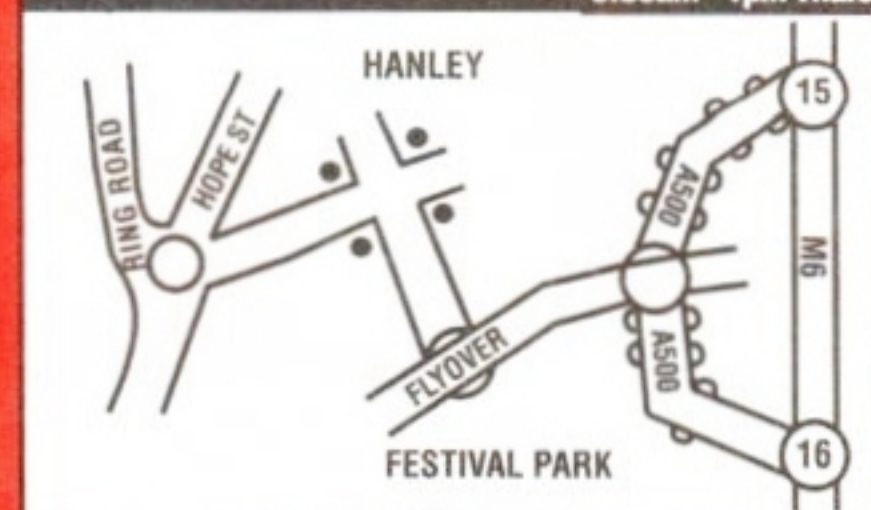 HANLEY
15
RING ROAD
HOPE ST
A500
M6
FLYOVER
A500
FESTIVAL PARK
16